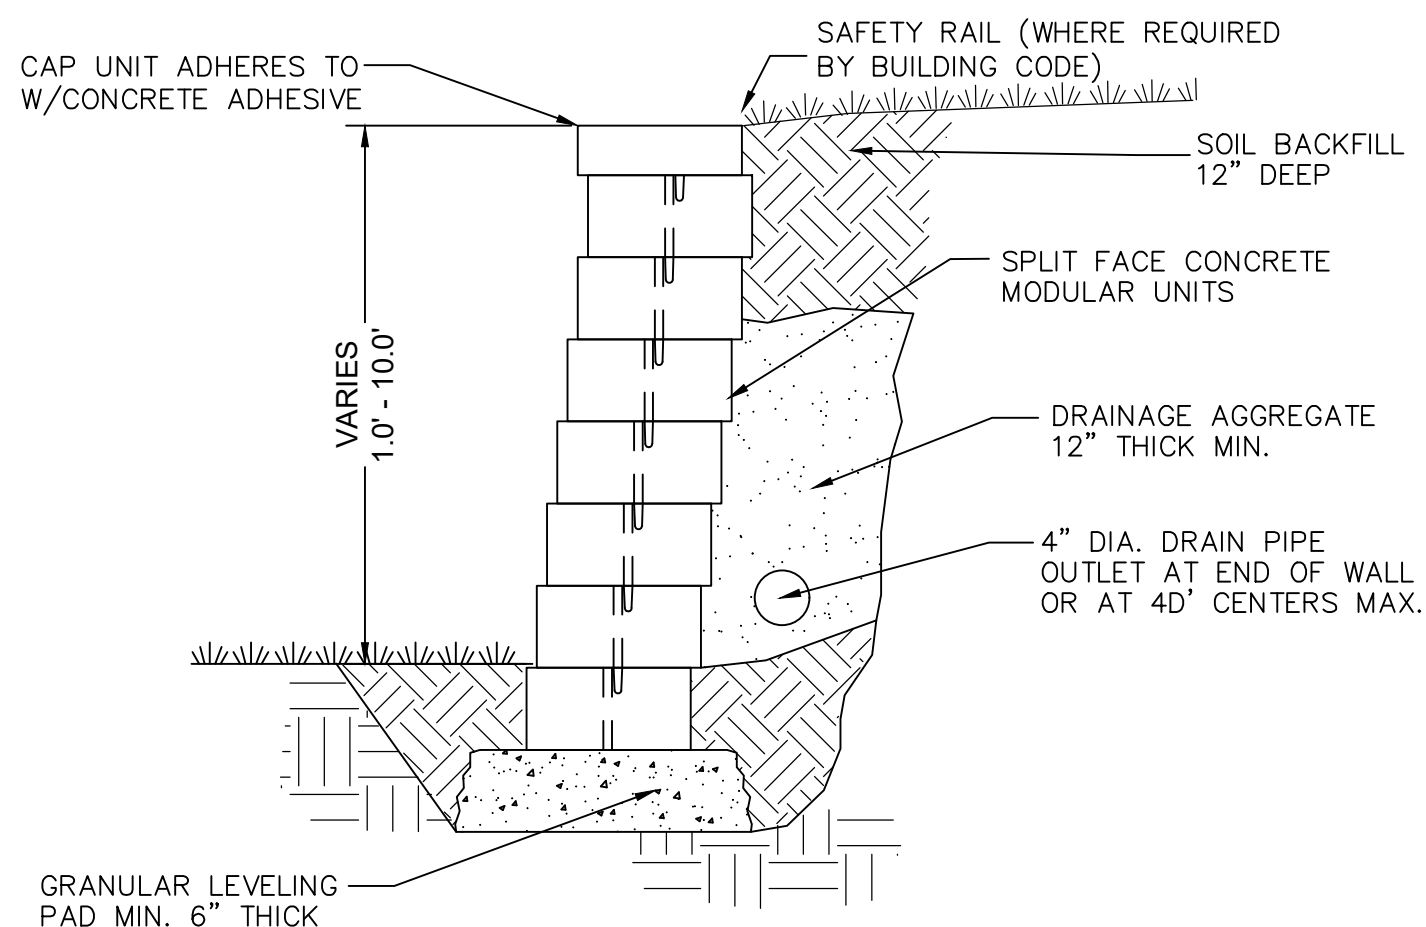 SAFETY RAIL (WHERE REQUIRED
BY BUILDING CODE)
CAP UNIT ADHERES TO
W/CONCRETE ADHESIVE
SOIL BACKFILL
12" DEEP
SPLIT FACE CONCRETE
MODULAR UNITS
VARIES
1.0' - 10.0'
DRAINAGE AGGREGATE
12" THICK MIN.
4" DIA. DRAIN PIPE
OUTLET AT END OF WALL
OR AT 4D' CENTERS MAX.
GRANULAR LEVELING
PAD MIN. 6" THICK